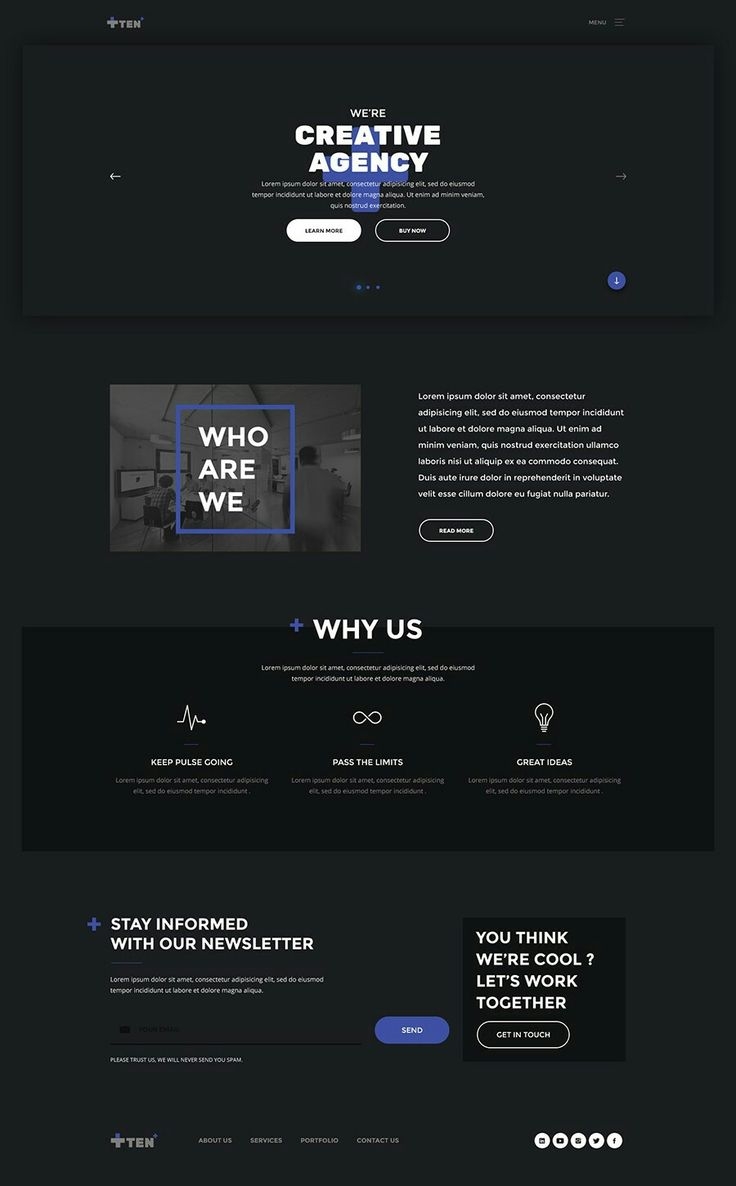 TEN
MENU
WE'RE
CREATIVE
AGENCY
Lorem ipsum dolor sit amet, consectetur adipisicing elit, sed do eiusmod
tempor incididunt ut labore et dolore magna aliqua. Ut enim ad minim veniam,
quis nostrud exercitation.
LEARN MORE
BUY NOW
WHO
ARE
WE
Lorem ipsum dolor sit amet, consectetur
adipisicing elit, sed do eiusmod tempor incididunt
ut labore et dolore magna aliqua. Ut enim ad
minim veniam, quis nostrud exercitation ullamco
laboris nisi ut aliquip ex ea commodo consequat.
Duis aute irure dolor in reprehenderit in voluptate
velit esse cillum dolore eu fugiat nulla pariatur.
READ MORE
WHY US
Lorem ipsum dolor sit amet, consectetur adipisicing elit, sed do eiusmod
tempor incididunt ut labore et dolore magna aliqua.
KEEP PULSE GOING
Lorem ipsum dolor sit amet, consectetur adipisicing
elit, sed do eiusmod tempor incididunt .
PASS THE LIMITS
Lorem ipsum dolor sit amet, consectetur adipisicing
elit, sed do eiusmod tempor incididunt .
GREAT IDEAS
Lorem ipsum dolor sit amet, consectetur adipisicing
elit, sed do eiusmod tempor incididunt .
STAY INFORMED
WITH OUR NEWSLETTER
Lorem ipsum dolor sit amet, consectetur adipisicing elit, sed do eiusmod
tempor incididunt ut labore et dolore magna aliqua.
YOUR EMAIL
SEND
PLEASE TRUST US, WE WILL NEVER SEND YOU SPAM.
YOU THINK
WE'RE COOL ?
LET'S WORK
TOGETHER
GET IN TOUCH
TEN
ABOUT US
SERVICES
PORTFOLIO
CONTACT US